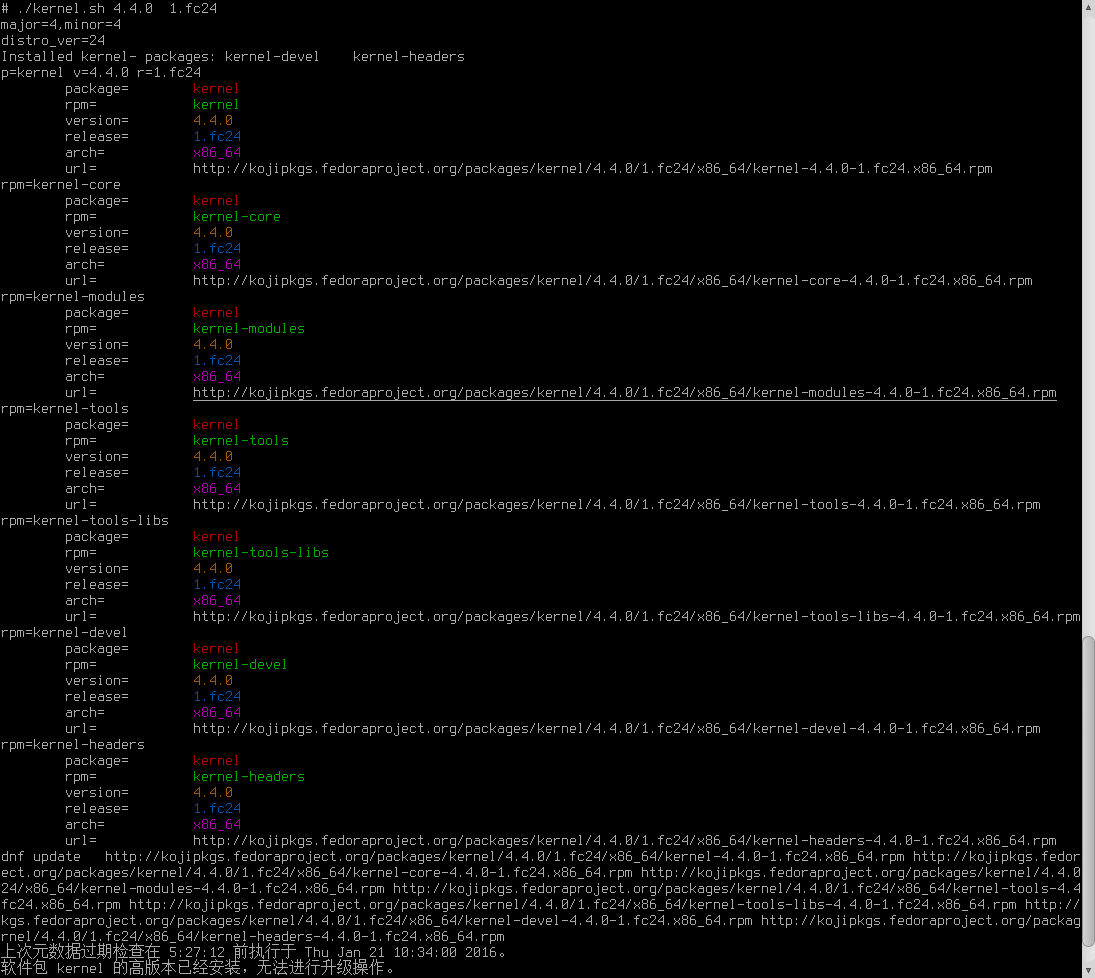 # ./kernel.sh 4.4.0  1.fc24
major=4,minor=4
distro_ver=24
Installed kernel- packages: kernel-devel    kernel-headers
p=kernel v=4.4.0 r=1.fc24
package=        kernel
rpm=            kernel
version=        4.4.0
release=        1.fc24
arch=           x86_64
url=            http://kojipkgs.fedoraproject.org/packages/kernel/4.4.0/1.fc24/x86_64/kernel-4.4.0-1.fc24.x86_64.rpm
rpm=kernel-core
package=        kernel
rpm=            kernel-core
version=        4.4.0
release=        1.fc24
arch=           x86_64
url=            http://kojipkgs.fedoraproject.org/packages/kernel/4.4.0/1.fc24/x86_64/kernel-core-4.4.0-1.fc24.x86_64.rpm
rpm=kernel-modules
package=        kernel
rpm=            kernel-modules
version=        4.4.0
release=        1.fc24
arch=           x86_64
url=            http://kojipkgs.fedoraproject.org/packages/kernel/4.4.0/1.fc24/x86_64/kernel-modules-4.4.0-1.fc24.x86_64.rpm
rpm=kernel-tools
package=        kernel
rpm=            kernel-tools
version=        4.4.0
release=        1.fc24
arch=           x86_64
url=            http://kojipkgs.fedoraproject.org/packages/kernel/4.4.0/1.fc24/x86_64/kernel-tools-4.4.0-1.fc24.x86_64.rpm
rpm=kernel-tools-libs
package=        kernel
rpm=            kernel-tools-libs
version=        4.4.0
release=        1.fc24
arch=           x86_64
url=            http://kojipkgs.fedoraproject.org/packages/kernel/4.4.0/1.fc24/x86_64/kernel-tools-libs-4.4.0-1.fc24.x86_64.rpm
rpm=kernel-devel
package=        kernel
rpm=            kernel-devel
version=        4.4.0
release=        1.fc24
arch=           x86_64
url=            http://kojipkgs.fedoraproject.org/packages/kernel/4.4.0/1.fc24/x86_64/kernel-devel-4.4.0-1.fc24.x86_64.rpm
rpm=kernel-headers
package=        kernel
rpm=            kernel-headers
version=        4.4.0
release=        1.fc24
arch=           x86_64
url=            http://kojipkgs.fedoraproject.org/packages/kernel/4.4.0/1.fc24/x86_64/kernel-headers-4.4.0-1.fc24.x86_64.rpm
dnf update   http://kojipkgs.fedoraproject.org/packages/kernel/4.4.0/1.fc24/x86_64/kernel-4.4.0-1.fc24.x86_64.rpm http://kojipkgs.fedor
ect.org/packages/kernel/4.4.0/1.fc24/x86_64/kernel-core-4.4.0-1.fc24.x86_64.rpm http://kojipkgs.fedoraproject.org/packages/kernel/4.4.0
24/x86_64/kernel-modules-4.4.0-1.fc24.x86_64.rpm http://kojipkgs.fedoraproject.org/packages/kernel/4.4.0/1.fc24/x86_64/kernel-tools-4.4
fc24.x86_64.rpm http://kojipkgs.fedoraproject.org/packages/kernel/4.4.0/1.fc24/x86_64/kernel-tools-libs-4.4.0-1.fc24.x86_64.rpm http://
kgs.fedoraproject.org/packages/kernel/4.4.0/1.fc24/x86_64/kernel-devel-4.4.0-1.fc24.x86_64.rpm http://kojipkgs.fedoraproject.org/packag
rnel/4.4.0/1.fc24/x86_64/kernel-headers-4.4.0-1.fc24.x86_64.rpm
上次元数据过期检查在 5:27:12 前执行于 Thu Jan 21 10:34:00 2016。
软件包 kernel 的高版本已经安装，无法进行升级操作。